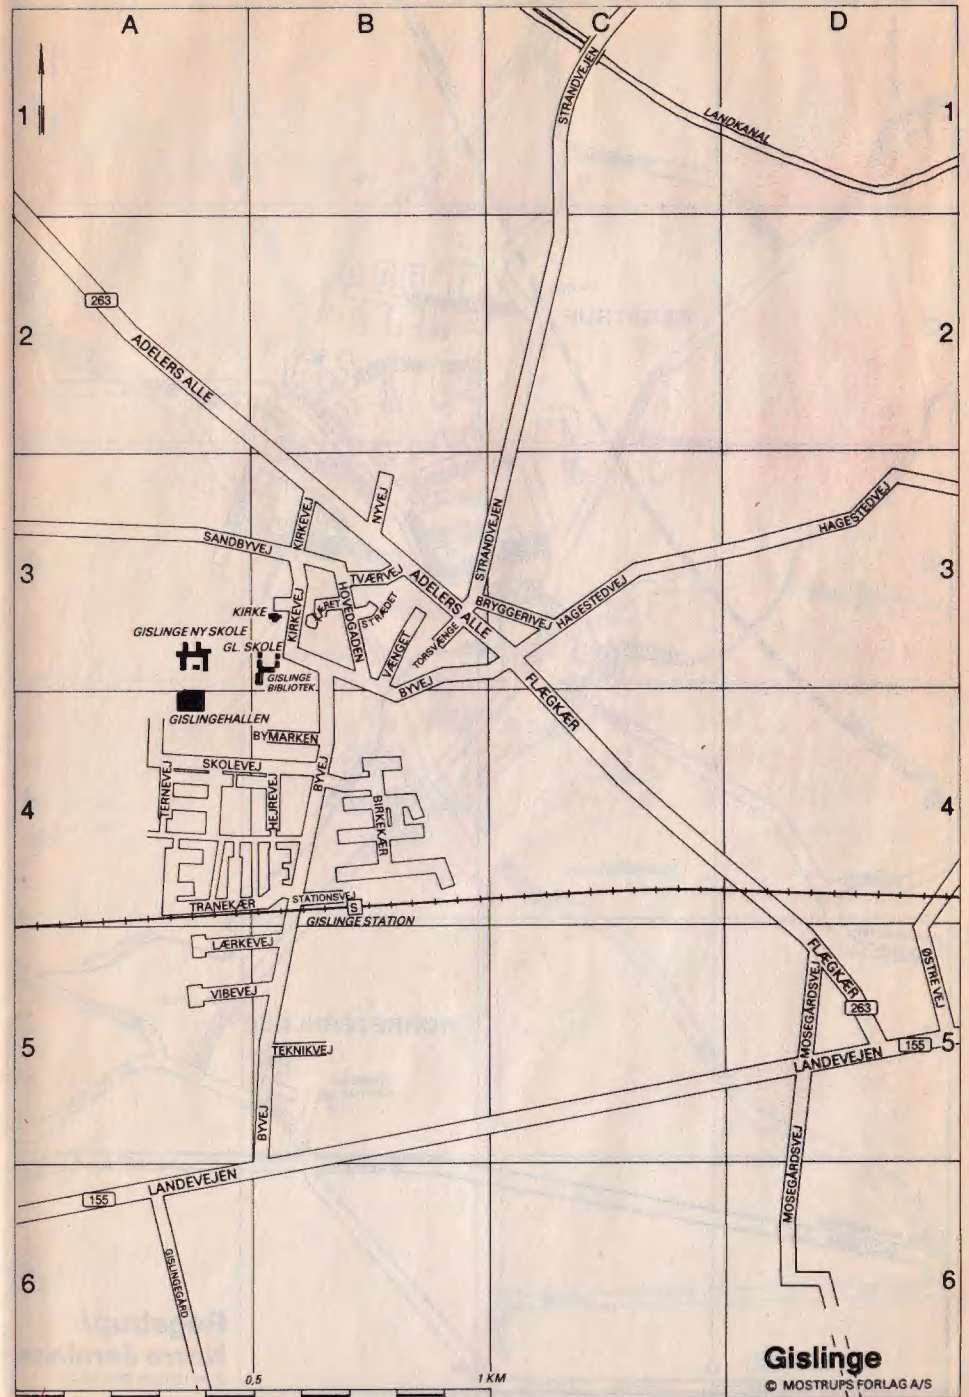 A
B
C
D
1
1
STRANDVEJEN
LANDKANAL
263
2
2
ADELERS ALLE
KIRKEVEJ
NYVEJ
STRANDVEJEN
HAGESTEDVEJ
SANDBYVEJ
3
3
TVÆRVEJ
ADELERS ALLE
HOVEDGADEN
KÆRET
STRÆDET
BRYGGERIVEJ
HAGESTEDVEJ
KIRKE
KIRKEVEJ
GISLINGE NY SKOLE
GL. SKOLE
VÆNGET
TORSVÆNGE
GISLINGE
BIBLIOTEK
BYVEJ
FLÆGKÆR
GISLINGEHALLEN
BYMARKEN
SKOLEVEJ
BYVEJ
TERNEVEJ
HEJREVEJ
BIRKEKÆR
4
4
TRANEKÆR
STATIONSVEJ
S
GISLINGE STATION
LÆRKEVEJ
FLÆGKÆR
ØSTRE VEJ
VIBEVEJ
MOSEGÅRDSVEJ
263
5
TEKNIKVEJ
155
5
LANDEVEJEN
BYVEJ
LANDEVEJEN
155
MOSEGÅRDSVEJ
GISLINGEGÅRD
6
6
0,5
1 KM
Gislinge
© MOSTRUPS FORLAG A/S